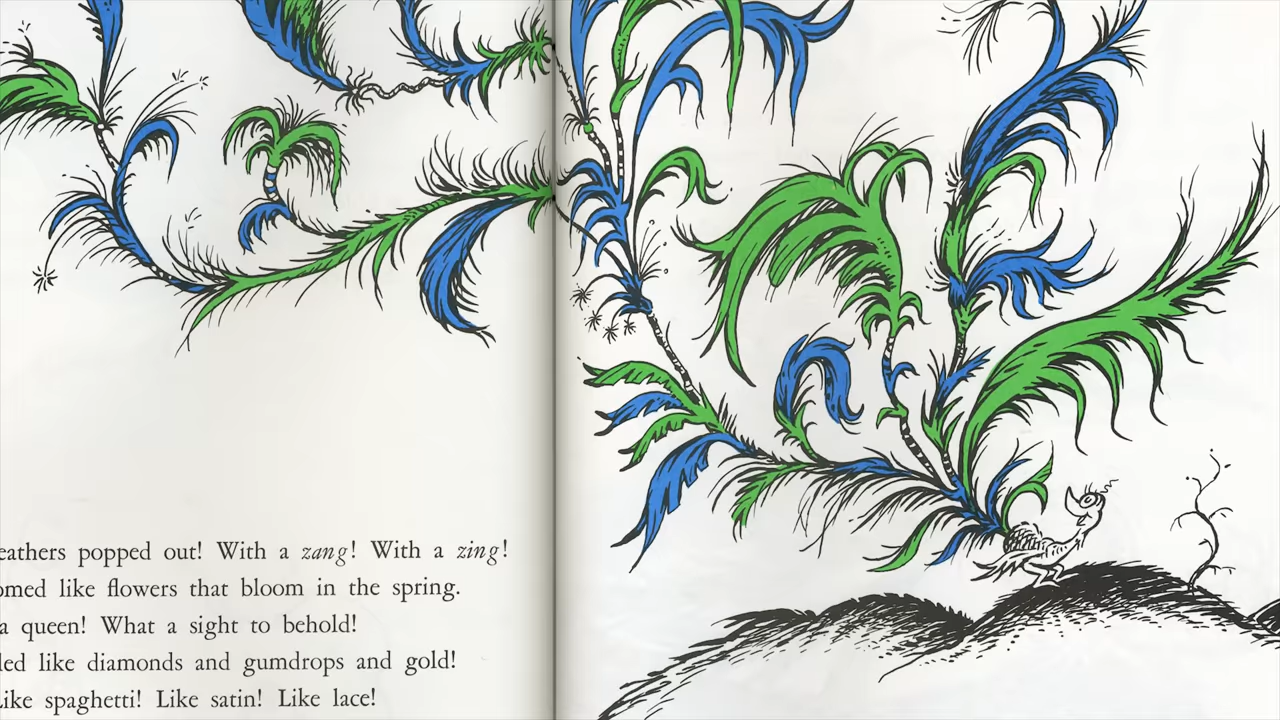 eathers popped out! With a zang! With a zing!
omed like flowers that bloom in the spring.
a queen! What a sight to behold!
led like diamonds and gumdrops and gold!
Like spaghetti! Like satin! Like lace!